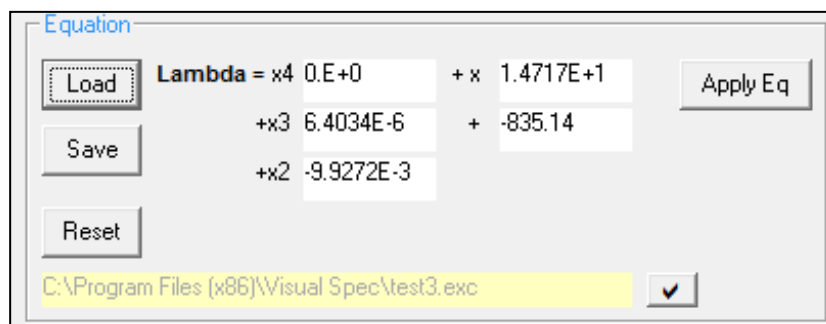 Equation
Load Lambda = x4 0.E+0 + x 1.4717E+1 Apply Eq
+x3 6.4034E-6 + -835.14
Save
+x2 -9.9272E-3
Reset
C:\Program Files (x86)\Visual Spec\test3.exc